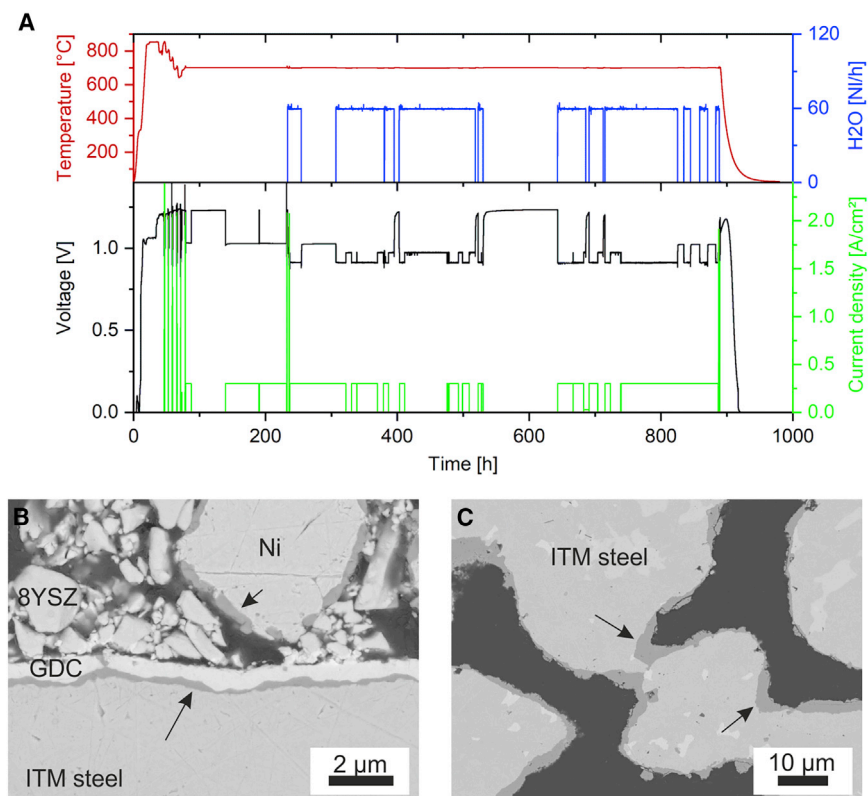 A
Temperature [°C]
800
600
400
200
120
60
0
H2O [Nl/h]
Voltage [V]
1.0
0.5
0.0
2.0
1.5
1.0
0.5
0.0
Current density [A/cm²]
0 200 400 600 800 1000
Time [h]
B
Ni
8YSZ
GDC
ITM steel
2 µm
C
ITM steel
10 µm